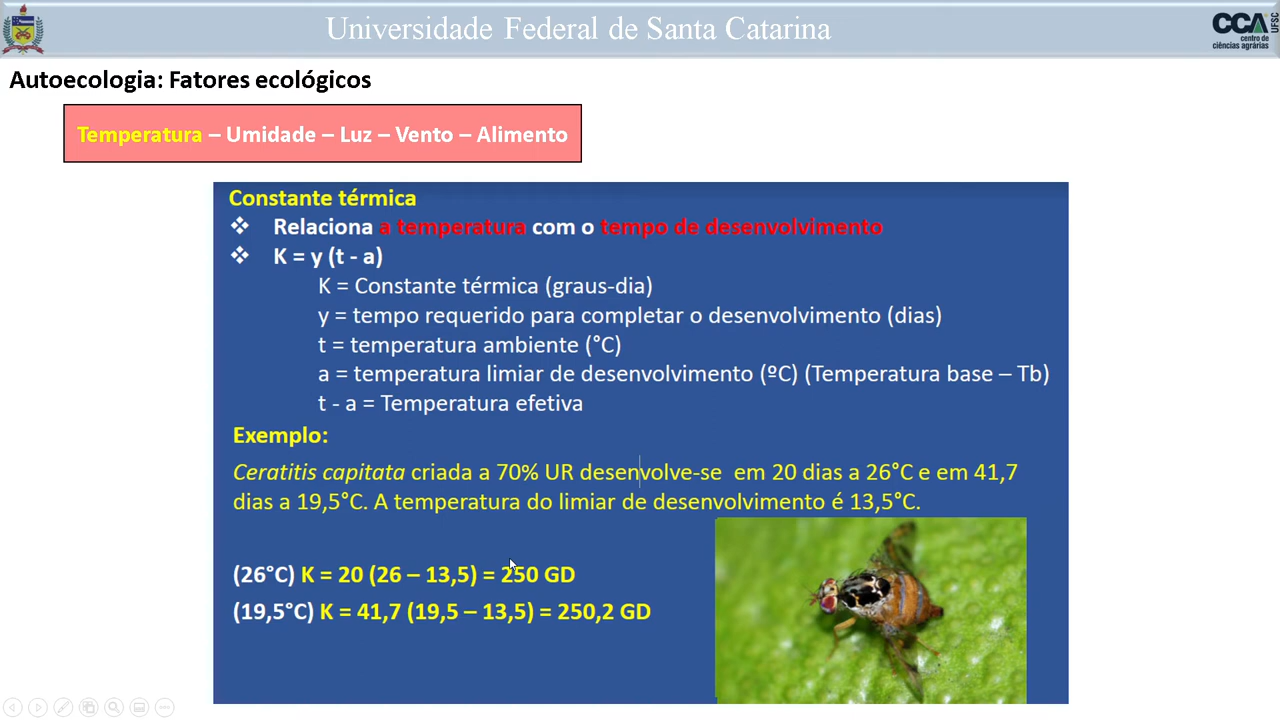 Universidade Federal de Santa Catarina
CCA UFSC
centro de
ciências agrárias
Autoecologia: Fatores ecológicos
Temperatura – Umidade – Luz – Vento – Alimento
Constante térmica
❖ Relaciona a temperatura com o tempo de desenvolvimento
❖ K = y (t - a)
K = Constante térmica (graus-dia)
y = tempo requerido para completar o desenvolvimento (dias)
t = temperatura ambiente (°C)
a = temperatura limiar de desenvolvimento (ºC) (Temperatura base – Tb)
t - a = Temperatura efetiva
Exemplo:
Ceratitis capitata criada a 70% UR desenvolve-se em 20 dias a 26°C e em 41,7
dias a 19,5°C. A temperatura do limiar de desenvolvimento é 13,5°C.
(26°C) K = 20 (26 – 13,5) = 250 GD
(19,5°C) K = 41,7 (19,5 – 13,5) = 250,2 GD